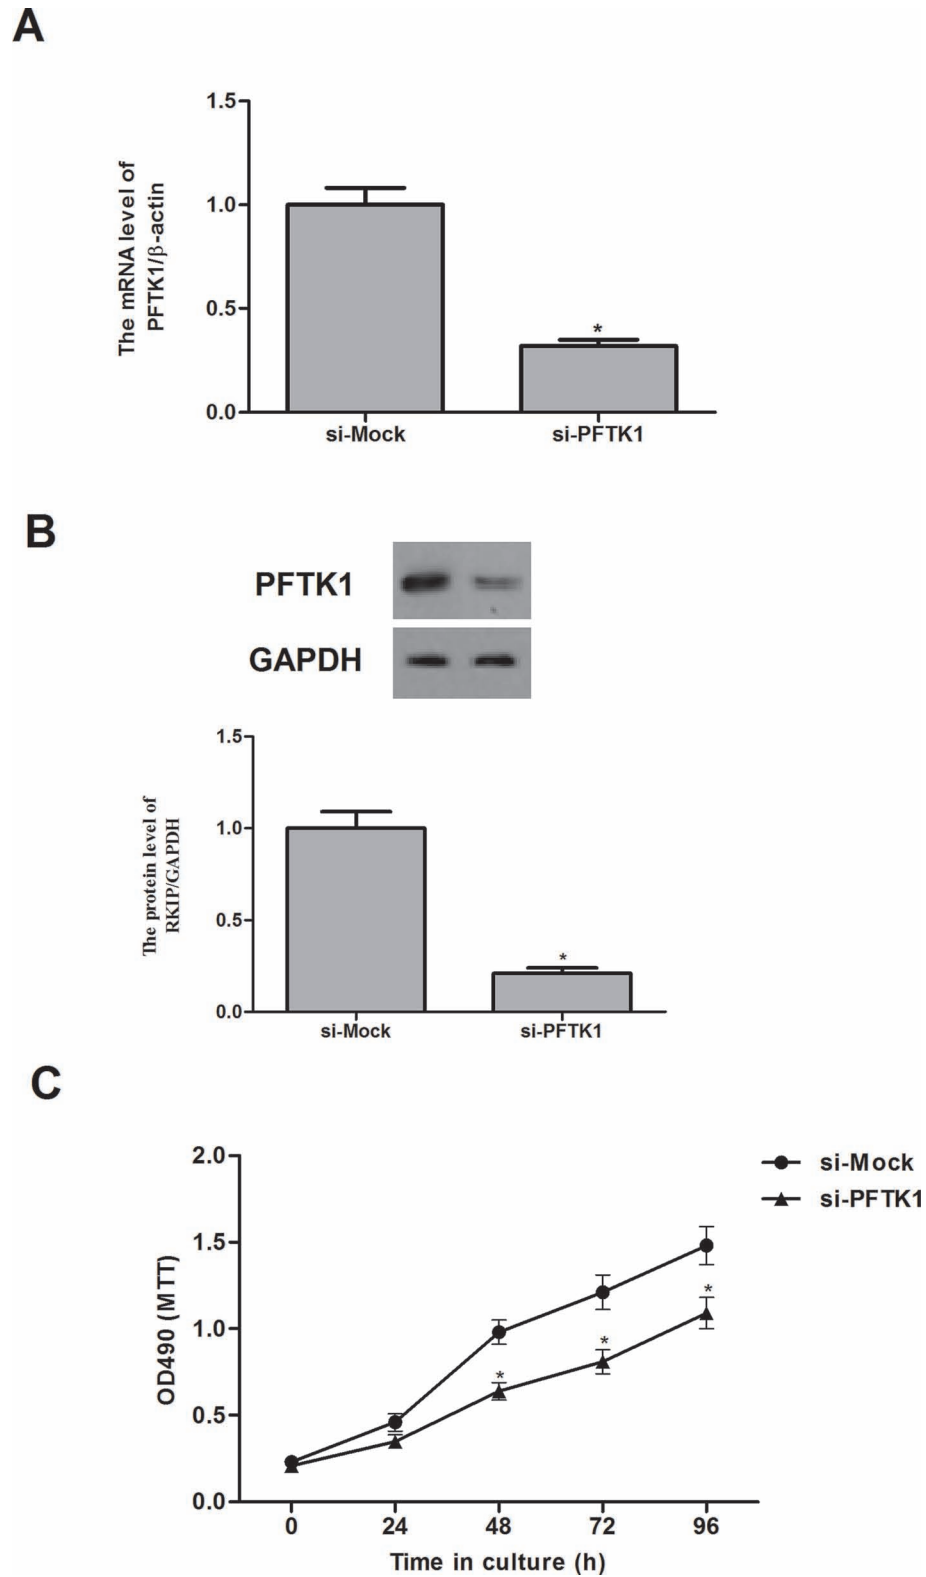 A
The mRNA level of
PFTK1/β-actin
1.5
1.0
0.5
0.0
*
si-Mock
si-PFTK1
B
PFTK1
GAPDH
The protein level of
RKIP/GAPDH
1.5
1.0
0.5
0.0
*
si-Mock
si-PFTK1
C
OD490 (MTT)
2.0
1.5
1.0
0.5
0.0
si-Mock
si-PFTK1
*
*
*
0 24 48 72 96
Time in culture (h)